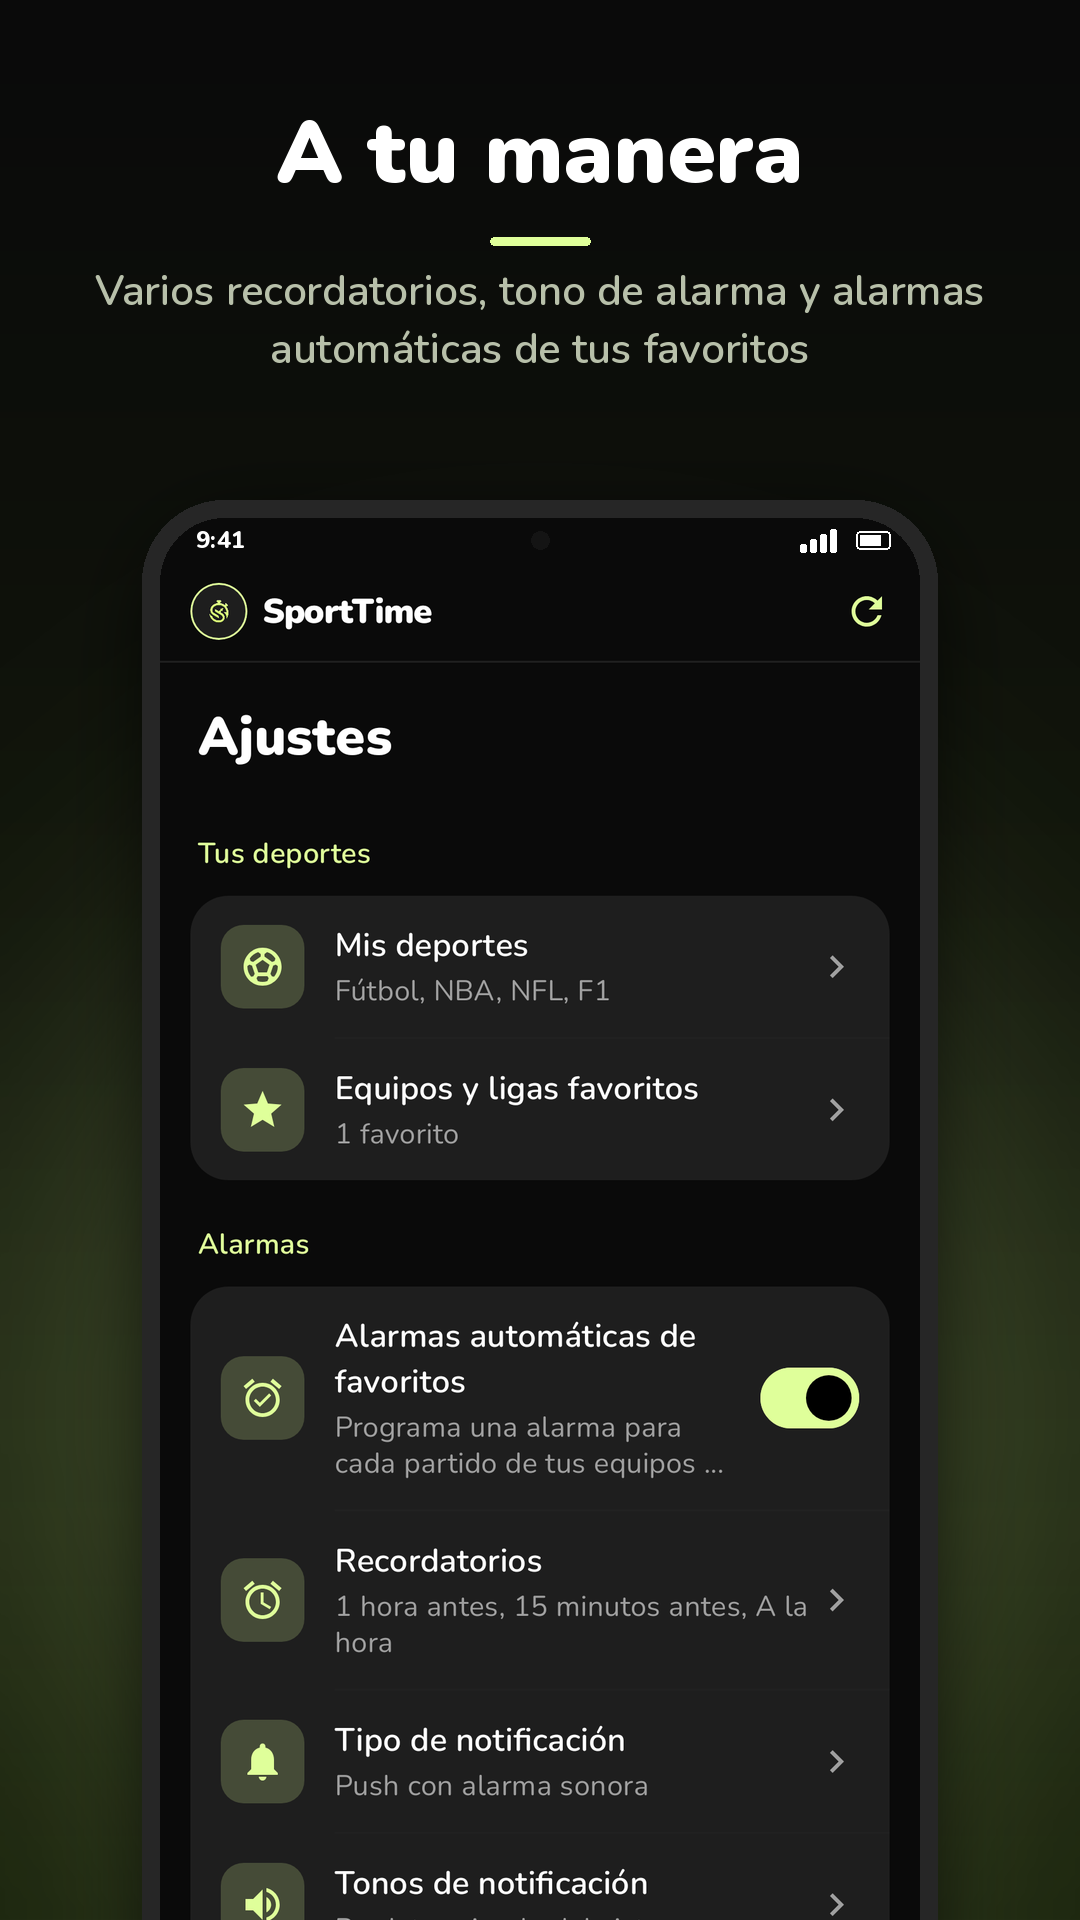 A tu manera
Varios recordatorios, tono de alarma y alarmas
automáticas de tus favoritos
9:41
SportTime
Ajustes
Tus deportes
Mis deportes
Fútbol, NBA, NFL, F1
Equipos y ligas favoritos
1 favorito
Alarmas
Alarmas automáticas de
favoritos
Programa una alarma para
cada partido de tus equipos ...
Recordatorios
1 hora antes, 15 minutos antes, A la
hora
Tipo de notificación
Push con alarma sonora
Tonos de notificación